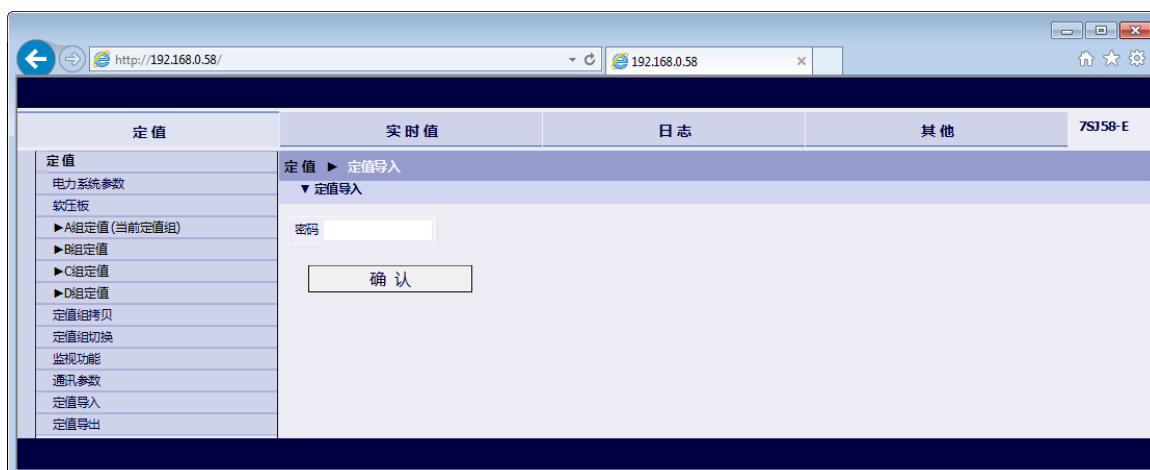 http://192.168.0.58/
192.168.0.58
定值 实时值 日志 其他 7SJ58-E
定值
电力系统参数
软压板
►A组定值(当前定值组)
►B组定值
►C组定值
►D组定值
定值组拷贝
定值组切换
监视功能
通讯参数
定值导入
定值导出
定值 ► 定值导入
▼定值导入
密码
确认